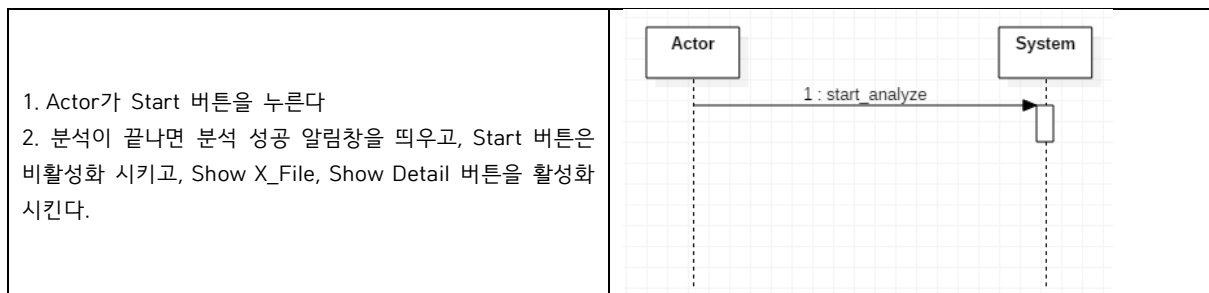 1. Actor가 Start 버튼을 누른다
2. 분석이 끝나면 분석 성공 알림창을 띄우고, Start 버튼은
비활성화 시키고, Show X_File, Show Detail 버튼을 활성화
시킨다.
Actor
System
1 : start_analyze